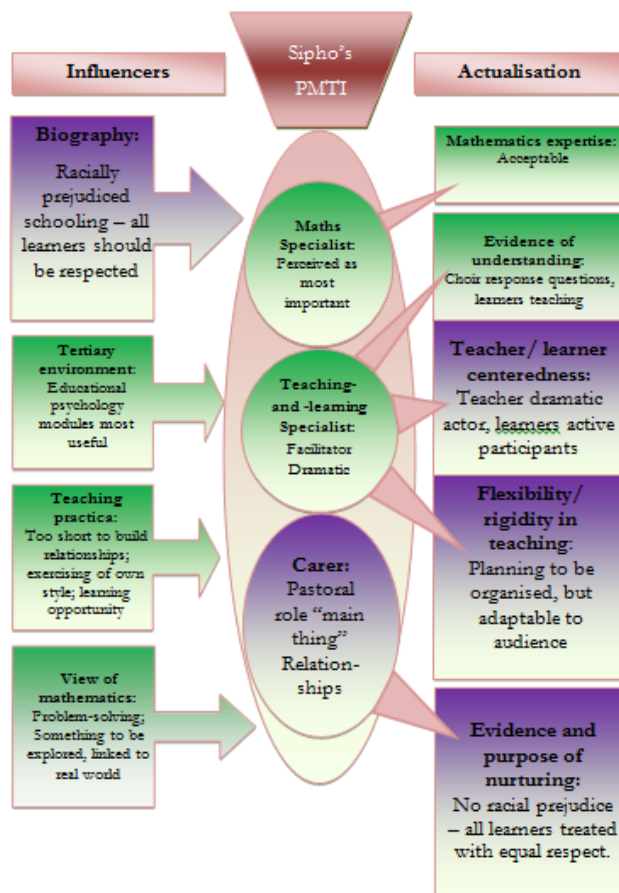 Influencers
Sipho's
PMTI
Actualisation
Biography:
Racially
prejudiced
schooling – all
learners should
be respected
Tertiary
environment:
Educational
psychology
modules most
useful
Teaching
practica:
Too short to build
relationships;
exercising of own
style; learning
opportunity
View of
mathematics:
Problem-solving;
Something to be
explored, linked to
real world
Maths
Specialist:
Perceived as
most
important
Teaching-
and -learning
Specialist:
Facilitator
Dramatic
Carer:
Pastoral
role “main
thing”
Relation-
ships
Mathematics expertise:
Acceptable
Evidence of
understanding:
Choir response questions,
learners teaching
Teacher/ learner
centeredness:
Teacher dramatic
actor, learners active
participants
Flexibility/
rigidity in
teaching:
Planning to be
organised, but
adaptable to
audience
Evidence and
purpose of
nurturing:
No racial prejudice
– all learners treated
with equal respect.